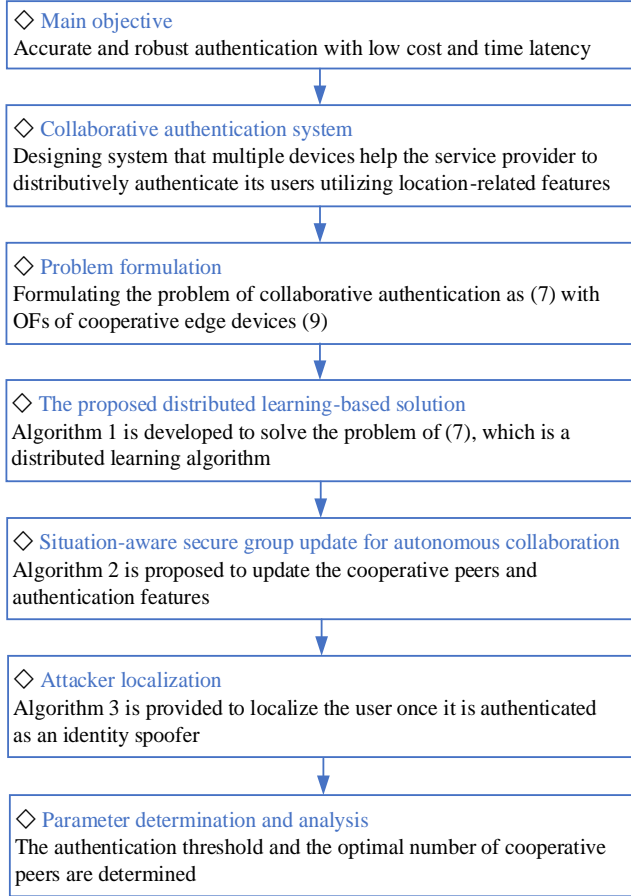 ◇ Main objective
Accurate and robust authentication with low cost and time latency
◇ Collaborative authentication system
Designing system that multiple devices help the service provider to
distributively authenticate its users utilizing location-related features
◇ Problem formulation
Formulating the problem of collaborative authentication as (7) with
OFs of cooperative edge devices (9)
◇ The proposed distributed learning-based solution
Algorithm 1 is developed to solve the problem of (7), which is a
distributed learning algorithm
◇ Situation-aware secure group update for autonomous collaboration
Algorithm 2 is proposed to update the cooperative peers and
authentication features
◇ Attacker localization
Algorithm 3 is provided to localize the user once it is authenticated
as an identity spoofer
◇ Parameter determination and analysis
The authentication threshold and the optimal number of cooperative
peers are determined